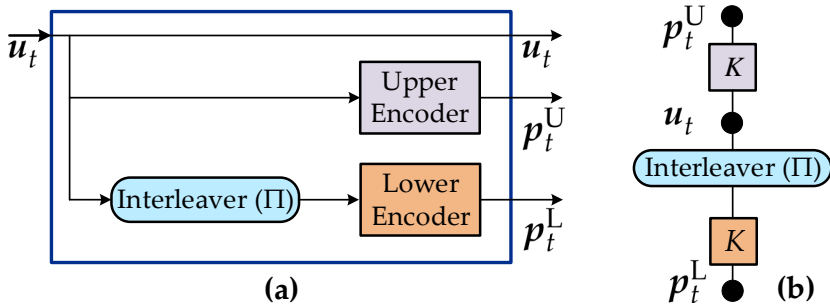 u_t
u_t
Upper
Encoder
p_t^U
Interleaver (Π)
Lower
Encoder
p_t^L
(a)
p_t^U
K
u_t
Interleaver (Π)
K
p_t^L
(b)